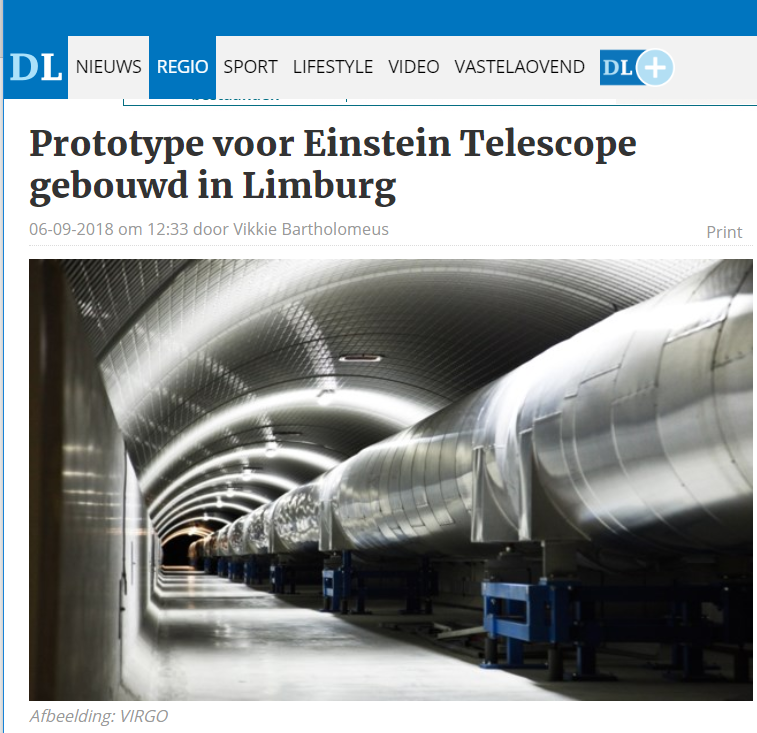 DL NIEUWS REGIO SPORT LIFESTYLE VIDEO VASTELAOVEND DL+
Prototype voor Einstein Telescope
gebouwd in Limburg
06-09-2018 om 12:33 door Vikkie Bartholomeus
Print
Afbeelding: VIRGO